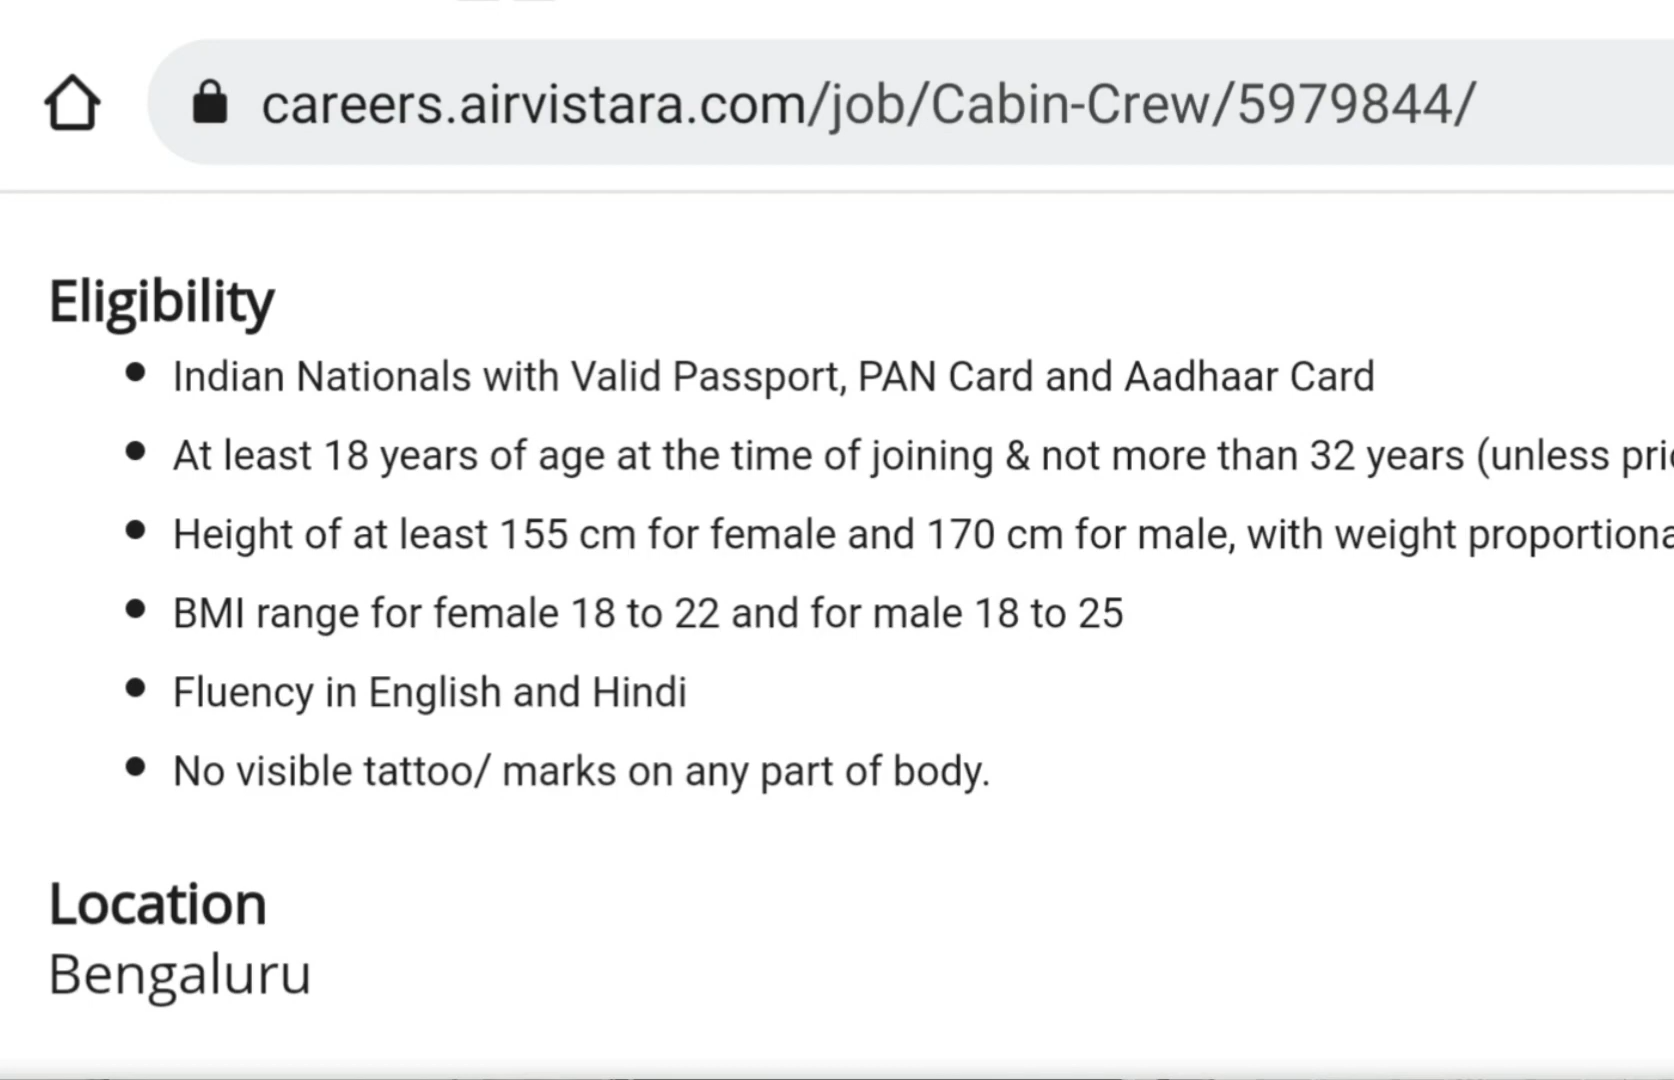 careers.airvistara.com/job/Cabin-Crew/5979844/
Eligibility
Indian Nationals with Valid Passport, PAN Card and Aadhaar Card
At least 18 years of age at the time of joining & not more than 32 years (unless
Height of at least 155 cm for female and 170 cm for male, with weight
BMI range for female 18 to 22 and for male 18 to 25
Fluency in English and Hindi
No visible tattoo/ marks on any part of body.
Location
Bengaluru